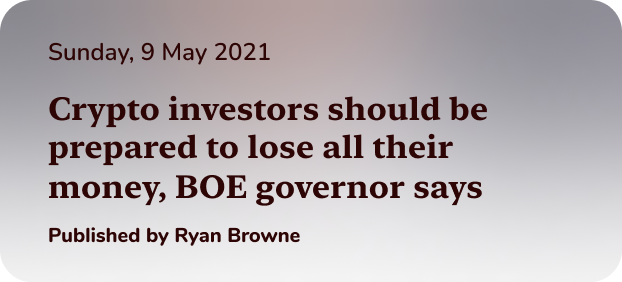 Sunday, 9 May 2021
Crypto investors should be
prepared to lose all their
money, BOE governor says
Published by Ryan Browne